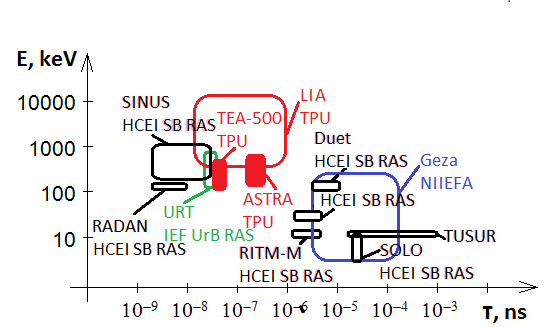 E, keV
10000
1000
100
10
SINUS
HCEI SB RAS
TEA-500
TPU
LIA
TPU
Duet
HCEI SB RAS
Geza
NIIEFA
HCEI SB RAS
ASTRA
TPU
URT
IEF UrB RAS
RADAN
HCEI SB RAS
RITM-M
HCEI SB RAS
SOLO
HCEI SB RAS
TUSUR
10⁻⁹ 10⁻⁸ 10⁻⁷ 10⁻⁶ 10⁻⁵ 10⁻⁴ 10⁻³ τ, ns